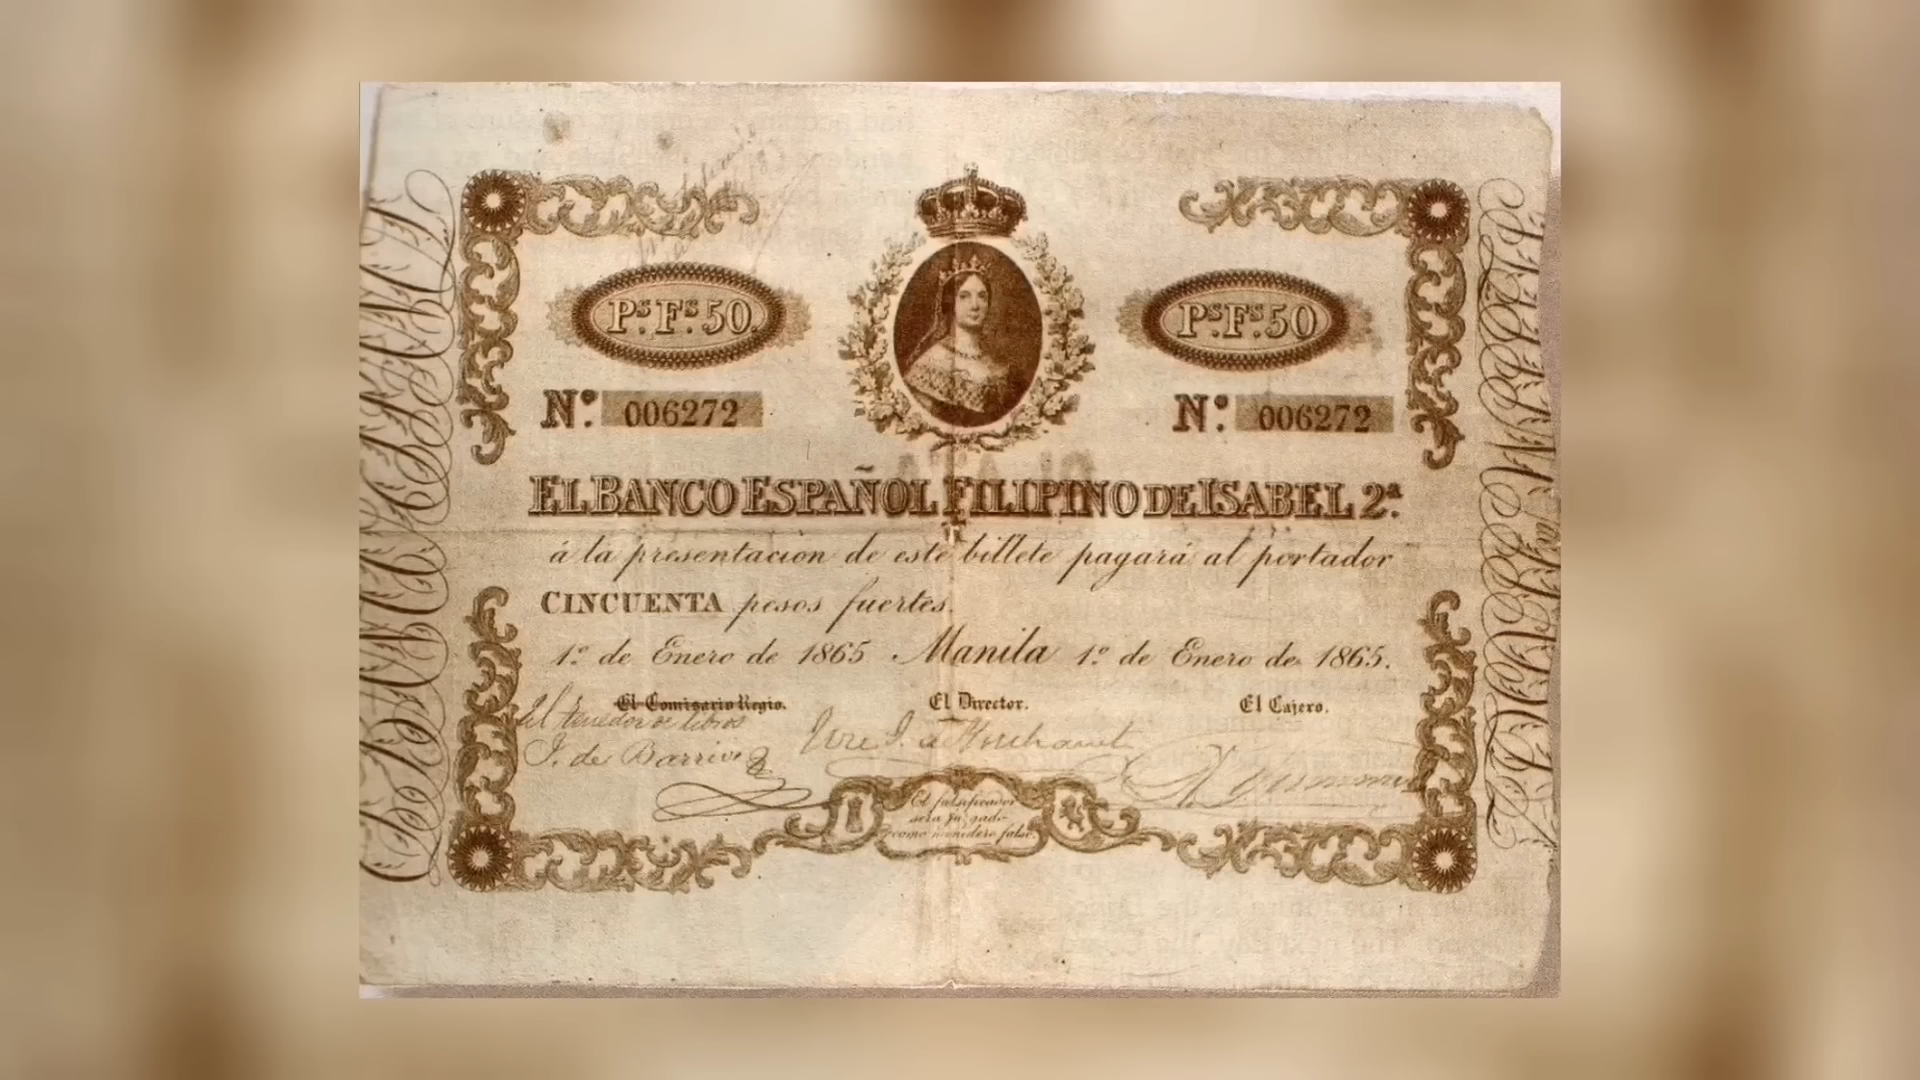 Ps. Fs. 50.
Ps. Fs. 50
No. 006272
No. 006272
EL BANCO ESPAÑOL FILIPINO DE ISABEL 2ª.
á la presentacion de este billete pagará al portador
CINCUENTA pesos fuertes.
1º de Enero de 1865 Manila 1º de Enero de 1865.
El Comisario Regio.
El Director.
El Cajero.
El tenedor de libros
J. de Barrios
El falsificador
será juzgado
como monedero falso.